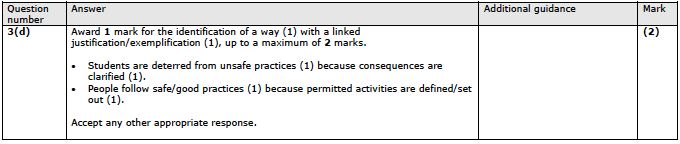 Question number Answer Additional guidance Mark
3(d) Award 1 mark for the identification of a way (1) with a linked (2)
justification/exemplification (1), up to a maximum of 2 marks.
• Students are deterred from unsafe practices (1) because consequences are
clarified (1).
• People follow safe/good practices (1) because permitted activities are defined/set
out (1).
Accept any other appropriate response.